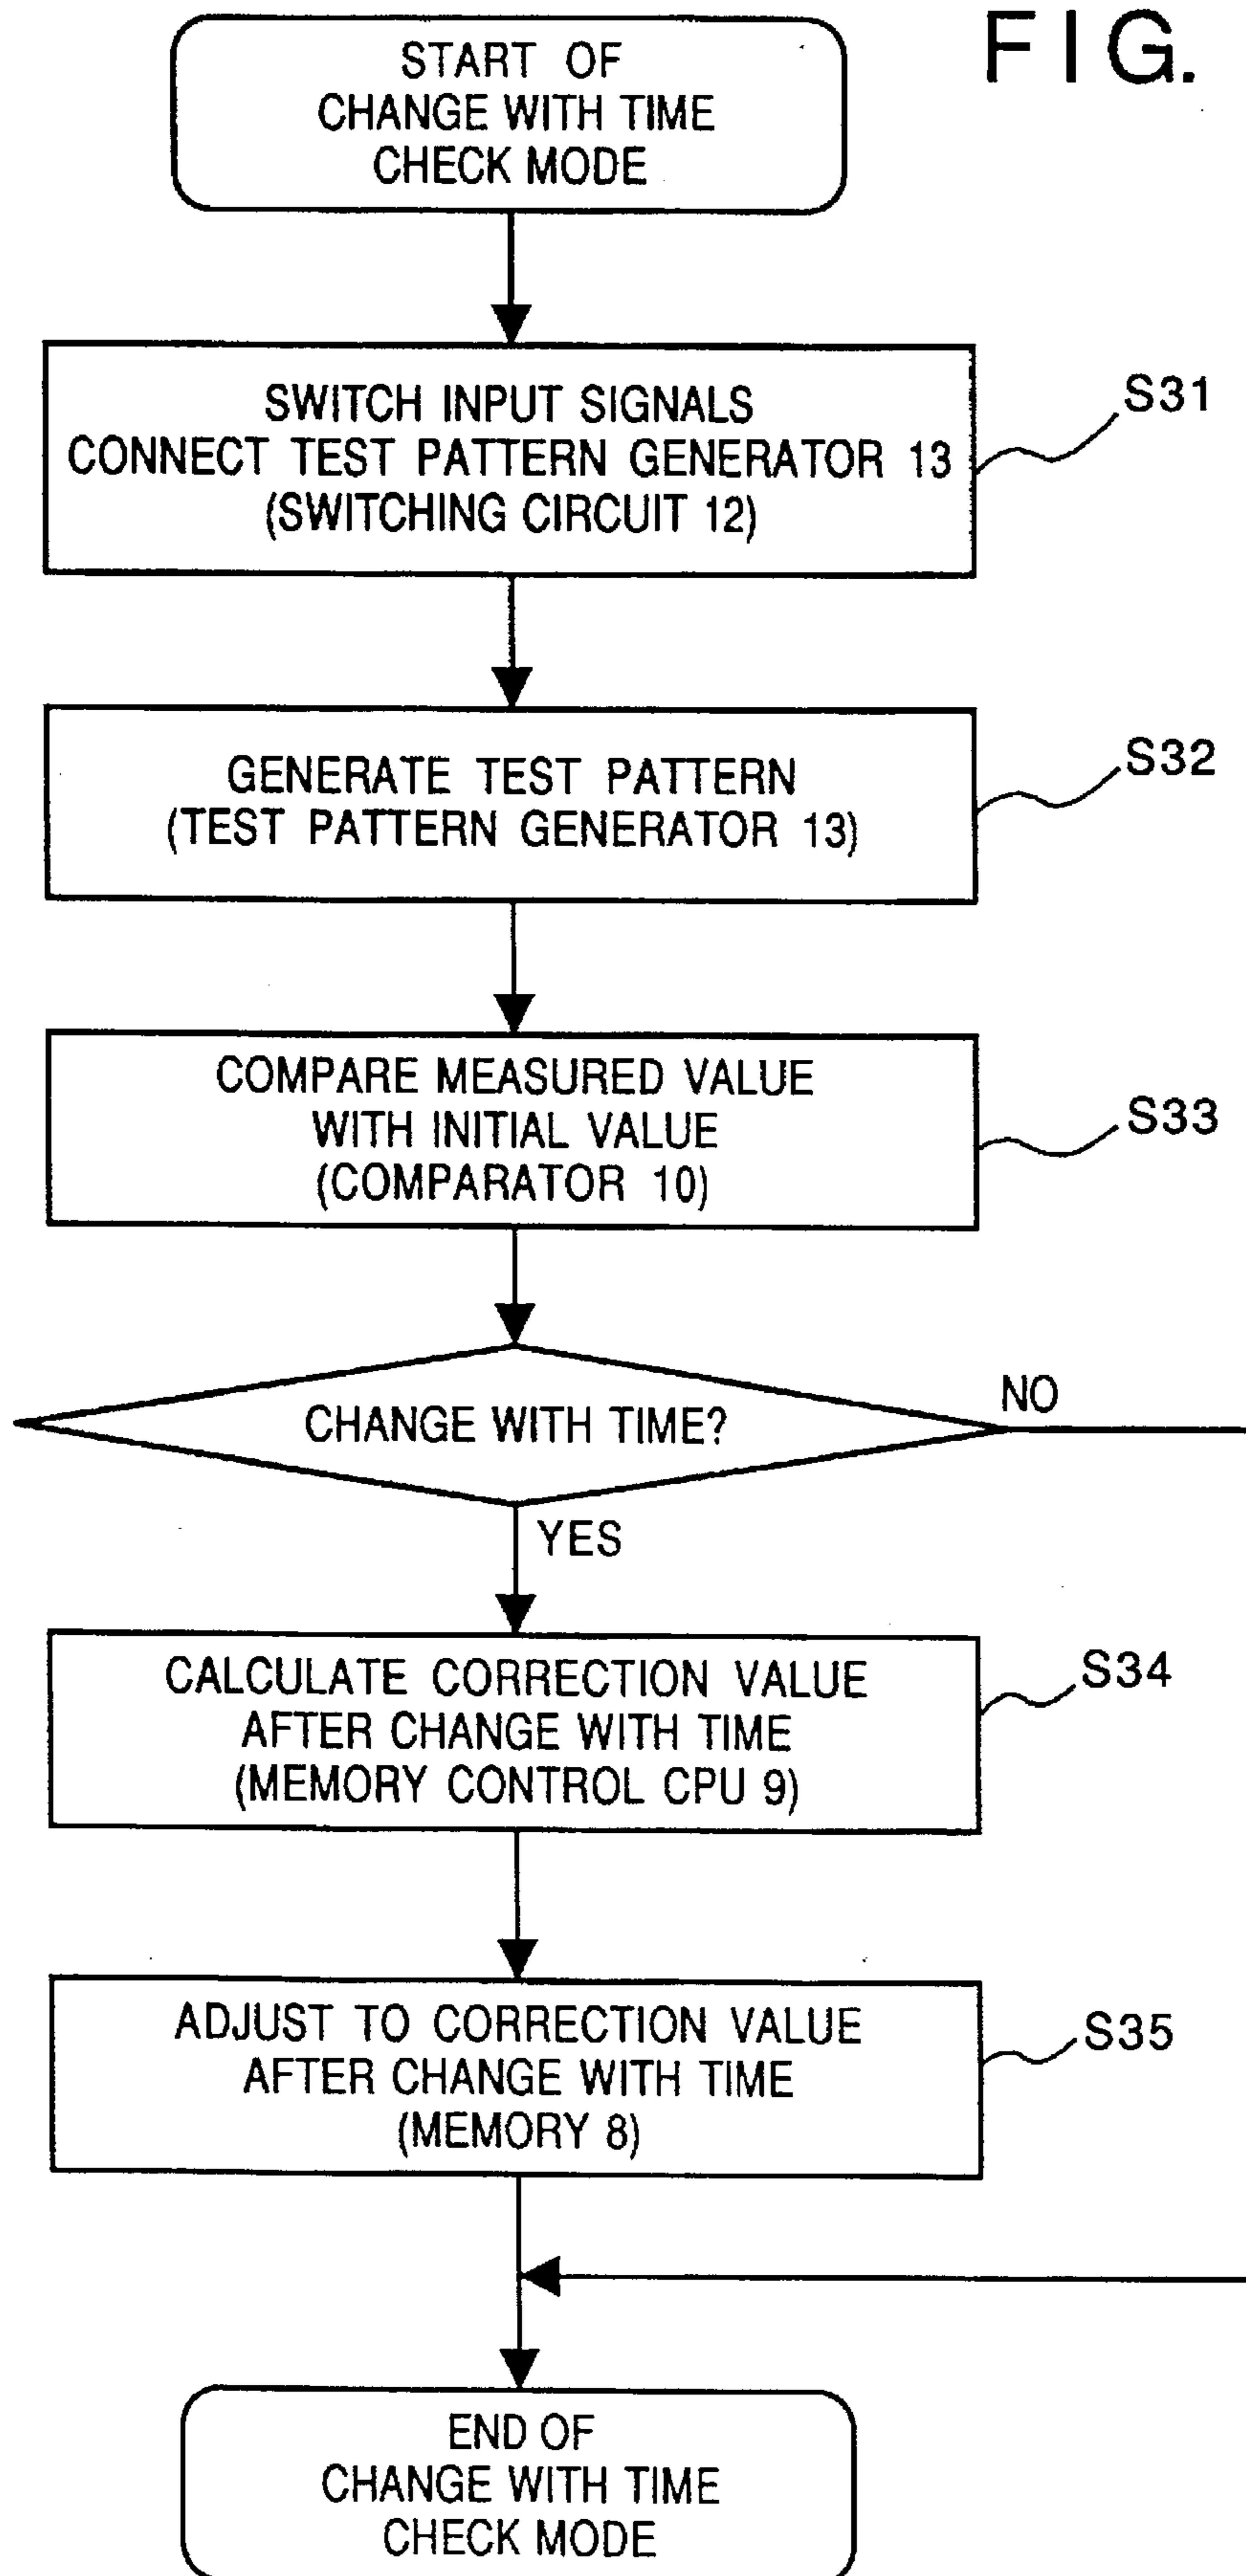 FIG.
START OF
CHANGE WITH TIME
CHECK MODE
SWITCH INPUT SIGNALS
CONNECT TEST PATTERN GENERATOR 13
(SWITCHING CIRCUIT 12)
S31
GENERATE TEST PATTERN
(TEST PATTERN GENERATOR 13)
S32
COMPARE MEASURED VALUE
WITH INITIAL VALUE
(COMPARATOR 10)
S33
CHANGE WITH TIME?
NO
YES
CALCULATE CORRECTION VALUE
AFTER CHANGE WITH TIME
(MEMORY CONTROL CPU 9)
S34
ADJUST TO CORRECTION VALUE
AFTER CHANGE WITH TIME
(MEMORY 8)
S35
END OF
CHANGE WITH TIME
CHECK MODE